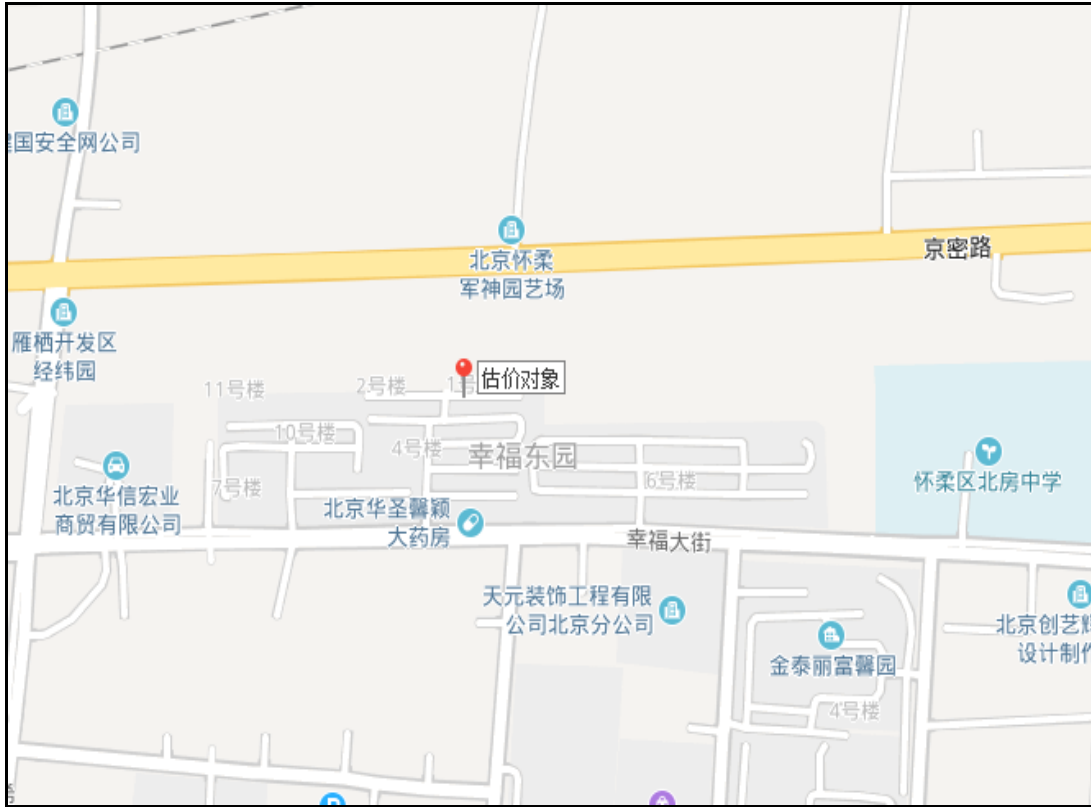 国安全网公司
北京怀柔
军神园艺场
京密路
雁栖开发区
经纬园
11号楼
2号楼
1号
估价对象
10号楼
4号楼
幸福东园
7号楼
6号楼
怀柔区北房中学
北京华信宏业
商贸有限公司
北京华圣馨颖
大药房
幸福大街
天元装饰工程有限
公司北京分公司
金泰丽富馨园
4号楼
北京创艺
设计制作